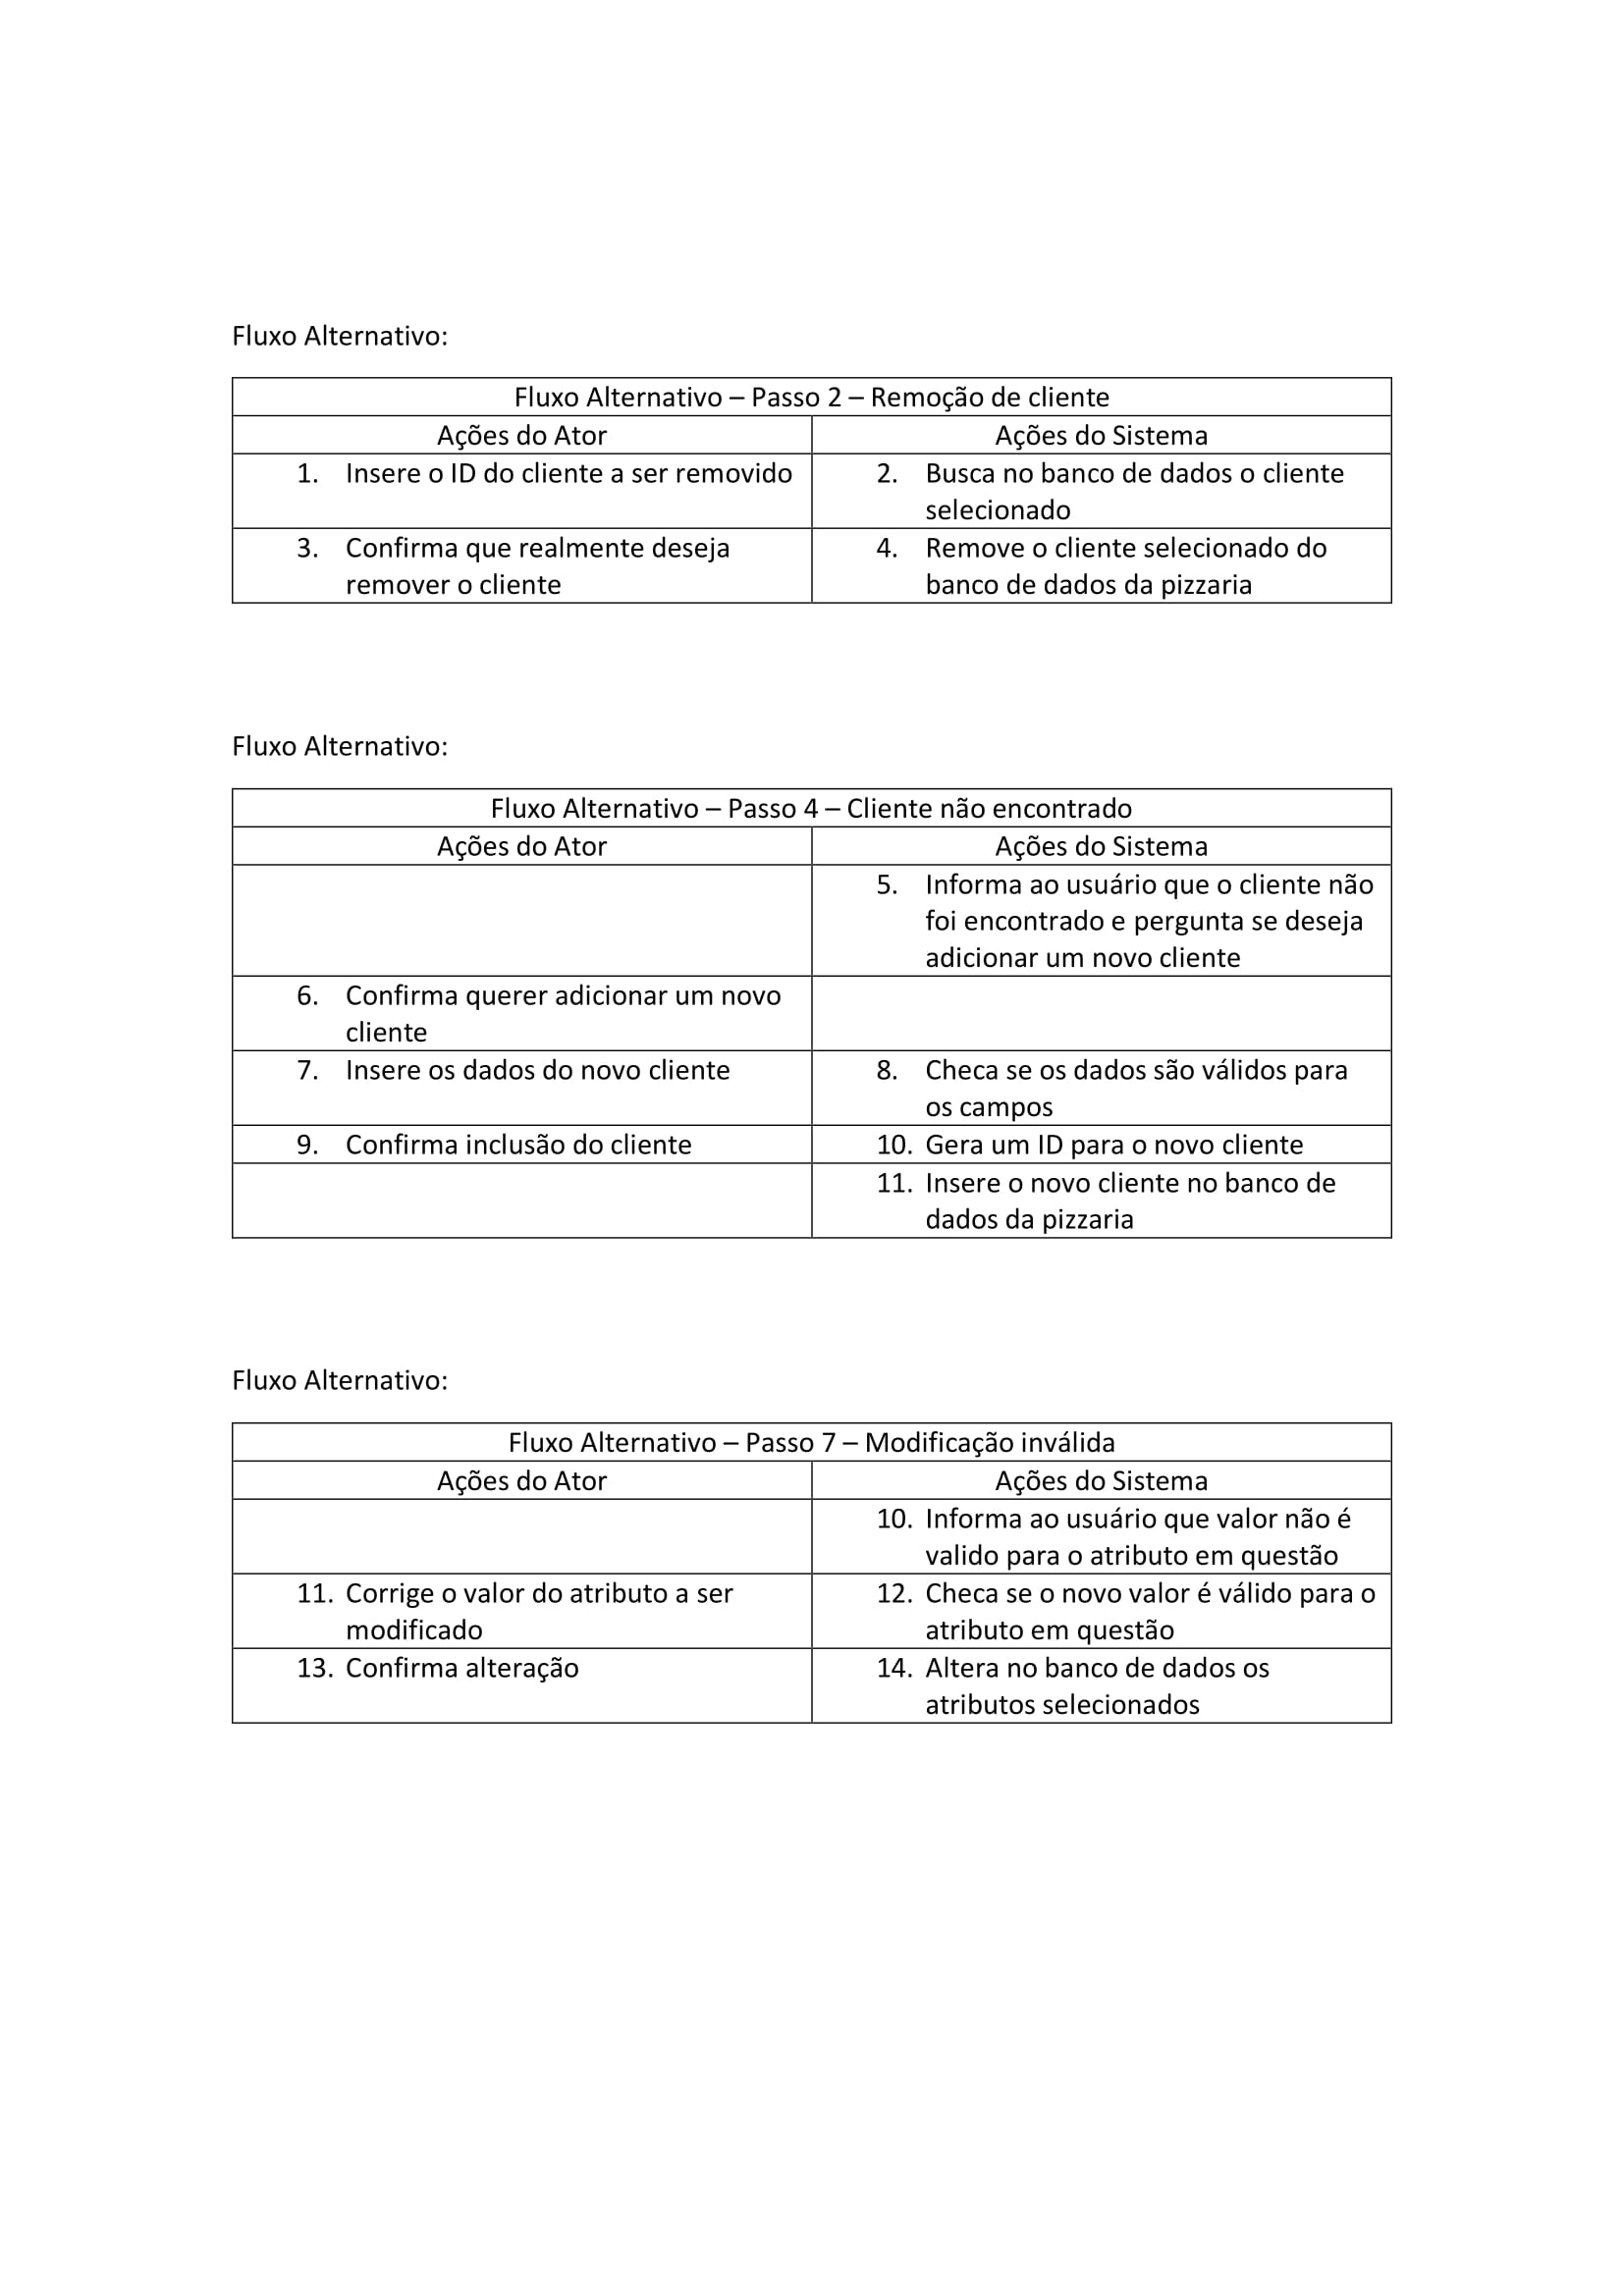 Fluxo Alternativo:
Fluxo Alternativo – Passo 2 – Remoção de cliente
Ações do Ator
Ações do Sistema
1. Insere o ID do cliente a ser removido
2. Busca no banco de dados o cliente
selecionado
3. Confirma que realmente deseja
remover o cliente
4. Remove o cliente selecionado do
banco de dados da pizzaria
Fluxo Alternativo:
Fluxo Alternativo – Passo 4 – Cliente não encontrado
Ações do Ator
Ações do Sistema
5. Informa ao usuário que o cliente não
foi encontrado e pergunta se deseja
adicionar um novo cliente
6. Confirma querer adicionar um novo
cliente
7. Insere os dados do novo cliente
8. Checa se os dados são válidos para
os campos
9. Confirma inclusão do cliente
10. Gera um ID para o novo cliente
11. Insere o novo cliente no banco de
dados da pizzaria
Fluxo Alternativo:
Fluxo Alternativo – Passo 7 – Modificação inválida
Ações do Ator
Ações do Sistema
10. Informa ao usuário que valor não é
valido para o atributo em questão
11. Corrige o valor do atributo a ser
modificado
12. Checa se o novo valor é válido para o
atributo em questão
13. Confirma alteração
14. Altera no banco de dados os
atributos selecionados